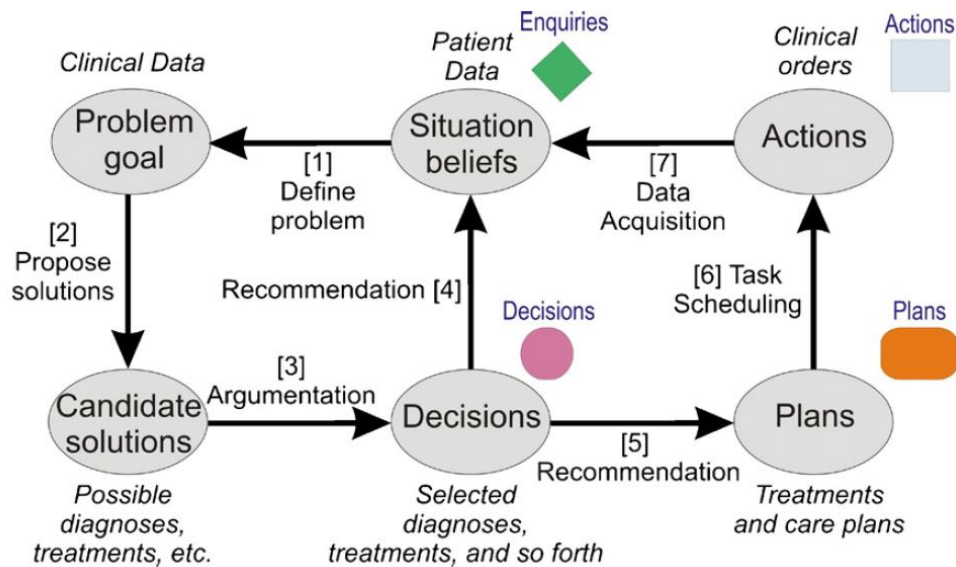 Clinical Data
Problem
goal
Patient
Data
Enquiries
Situation
beliefs
Clinical
orders
Actions
Actions
[1]
Define
problem
[7]
Data
Acquisition
[2]
Propose
solutions
Recommendation [4]
[6] Task
Scheduling
Decisions
Plans
[3]
Argumentation
Candidate
solutions
Decisions
Plans
[5]
Recommendation
Possible
diagnoses,
treatments, etc.
Selected
diagnoses,
treatments, and so forth
Treatments
and care plans